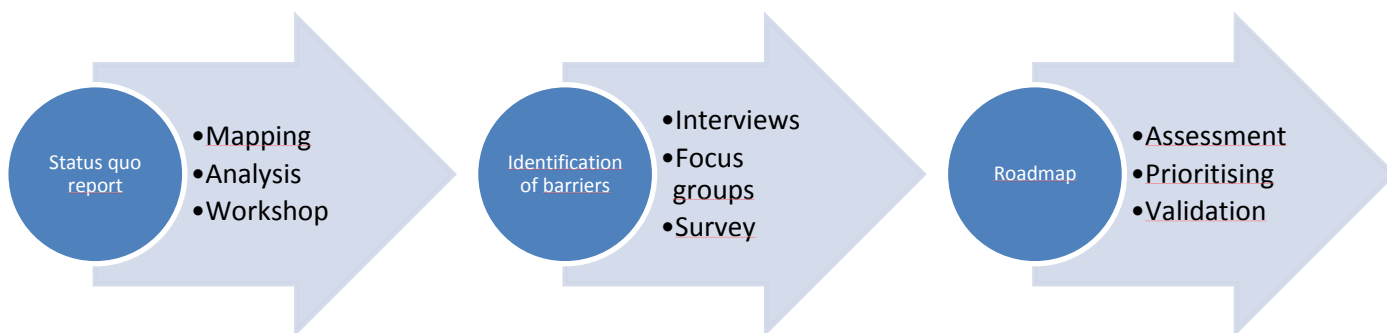 Status quo
report
•Mapping
•Analysis
•Workshop
Identification
of barriers
•Interviews
•Focus
groups
•Survey
Roadmap
•Assessment
•Prioritising
•Validation